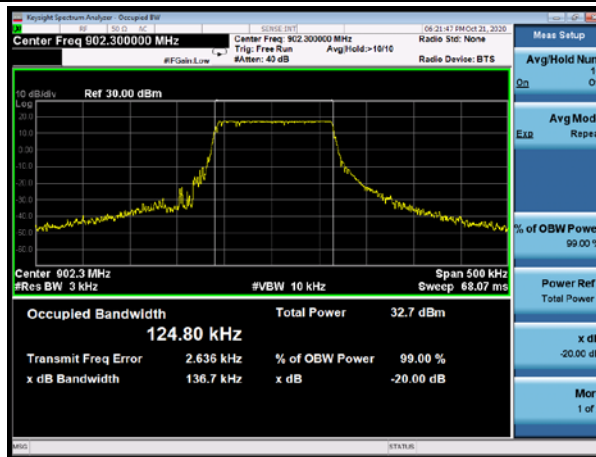 Keysight Spectrum Analyzer - Occupied BW
RF 50 Ω AC SENSE:INT 06:21:47 PM Oct 21, 2020
Center Freq 902.300000 MHz Center Freq: 902.300000 MHz Radio Std: None Meas Setup
Trig: Free Run Avg|Hold:>10/10
#IFGain:Low #Atten: 40 dB Radio Device: BTS
Avg/Hold Num
On
10 dB/div Ref 30.00 dBm
Log
20.0
10.0
0.00
-10.0
-20.0
-30.0
-40.0
-50.0
-60.0
Avg Mod
Exp Repea
% of OBW Powe
99.00 %
Center 902.3 MHz Span 500 kHz
#Res BW 3 kHz #VBW 10 kHz Sweep 68.07 ms
Power Ref
Total Power
Occupied Bandwidth Total Power 32.7 dBm
124.80 kHz
Transmit Freq Error 2.636 kHz % of OBW Power 99.00 %
x dB Bandwidth 136.7 kHz x dB -20.00 dB
x dB
-20.00 dB
Mor
1 of
MSG STATUS